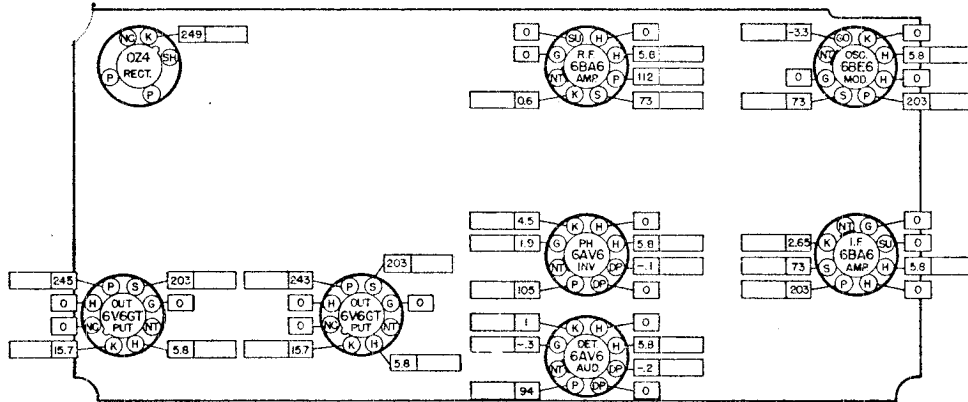 NC K 249
OZ4
RECT.
SH
P
P
0 SU H 0
0 G R.F H 5.8
NT 6BA6 P 112
AMP.
0.6 K S 73
-3.3 GO K 0
NT OSC. H 5.8
0 G 6BE6 H 0
MOD.
73 S P 203
4.5 K H 0
1.9 G PH H 5.8
NT 6AV6 DP -.1
INV
105 P DP 0
NT G 0
2.65 K I.F SU 0
73 S 6BA6 H 5.8
AMP.
203 P H 0
245 P S 203
0 H OUT G 0
6V6GT
0 NC PUT NT
15.7 K H 5.8
203
243 P S
0 H OUT G 0
6V6GT
0 NC PUT NT
15.7 K H
5.8
1 K H 0
-.3 G DET. H 5.8
NT 6AV6 DP -.2
AUD.
94 P DP 0